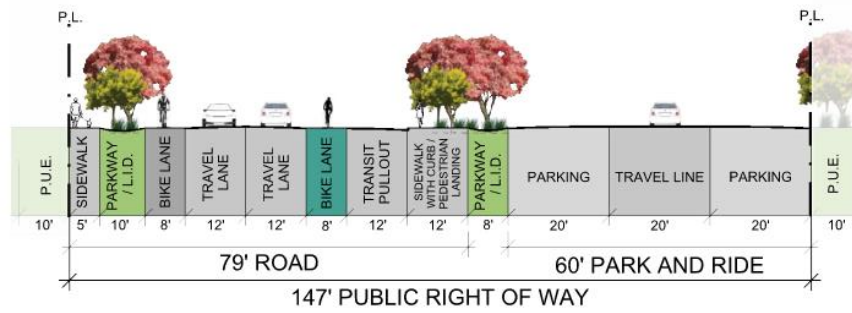 P.L.
P.L.
P.U.E.
SIDEWALK
PARKWAY
/ L.I.D.
BIKE LANE
TRAVEL
LANE
TRAVEL
LANE
BIKE LANE
TRANSIT
PULLOUT
SIDEWALK
WITH CURB /
PEDESTRIAN
LANDING
PARKWAY
/ L.I.D.
PARKING
TRAVEL LINE
PARKING
P.U.E.
10'
5'
10'
8'
12'
12'
8'
12'
12'
8'
20'
20'
20'
10'
79' ROAD
60' PARK AND RIDE
147' PUBLIC RIGHT OF WAY